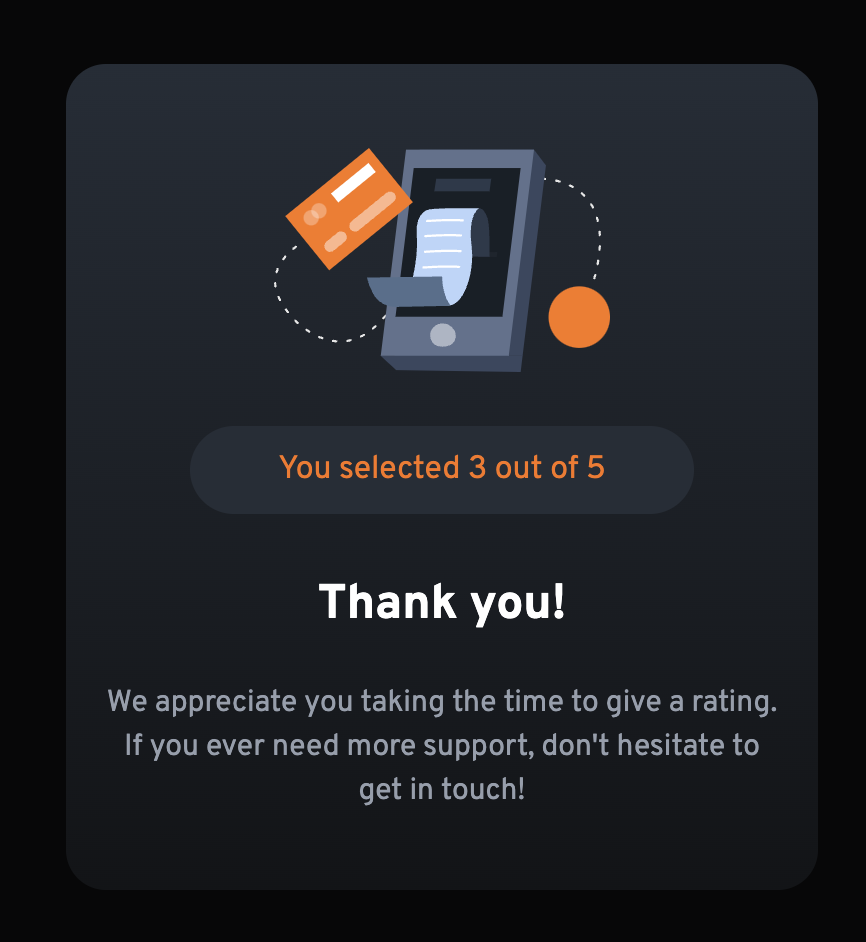 You selected 3 out of 5
Thank you!
We appreciate you taking the time to give a rating.
If you ever need more support, don't hesitate to
get in touch!